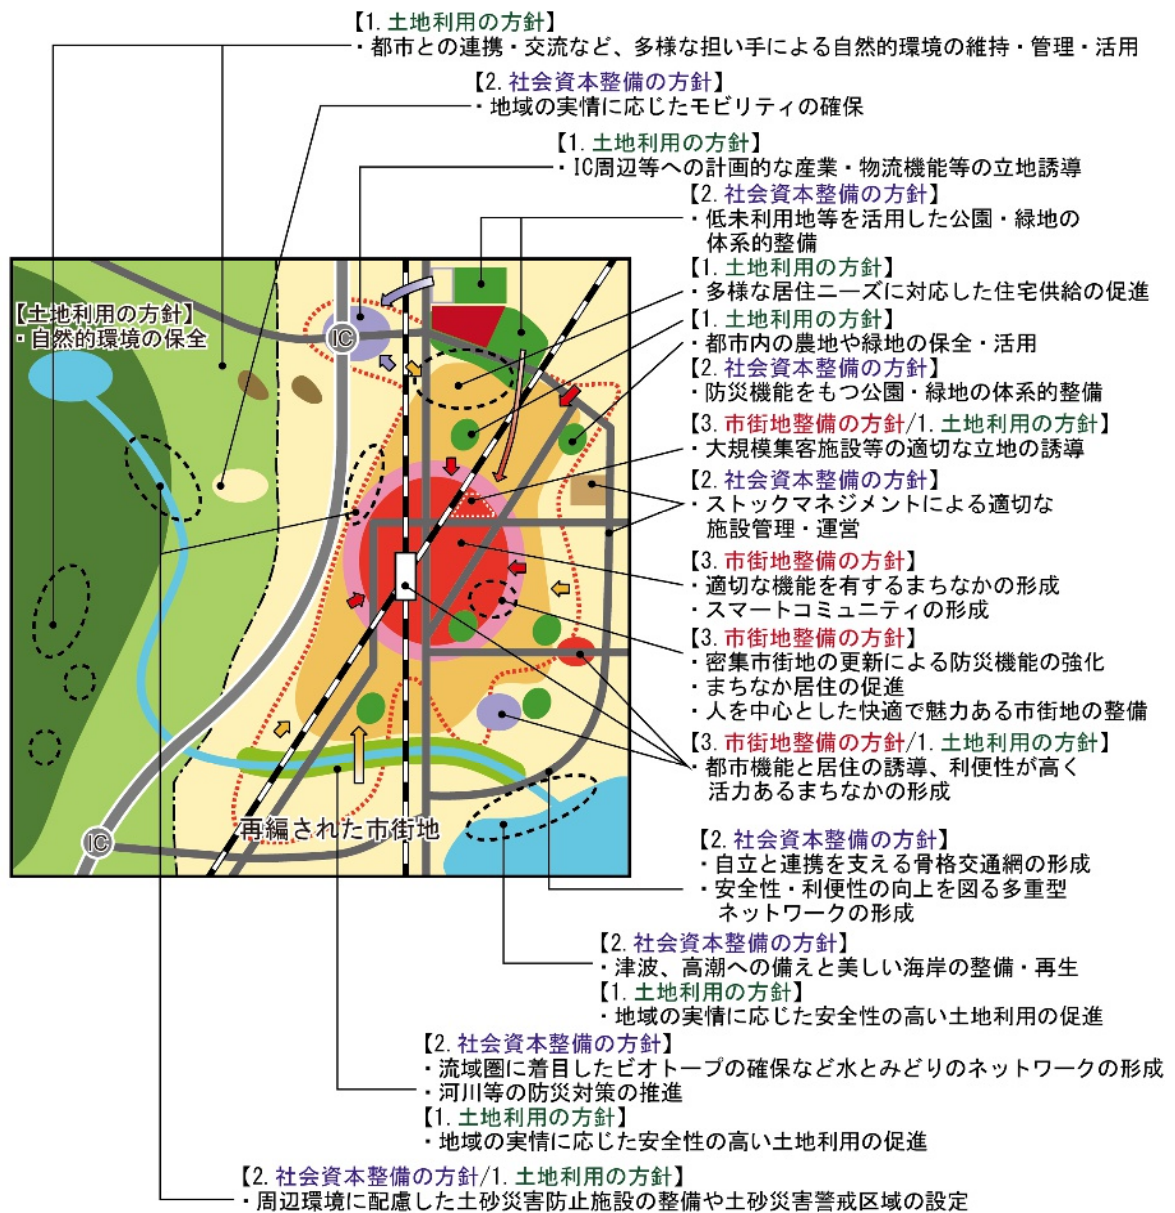 【1. 土地利用の方針】
・都市との連携・交流など、多様な担い手による自然的環境の維持・管理・活用
【2. 社会資本整備の方針】
・地域の実情に応じたモビリティの確保
【1. 土地利用の方針】
・IC周辺等への計画的な産業・物流機能等の立地誘導
【2. 社会資本整備の方針】
・低未利用地等を活用した公園・緑地の
体系的整備
【1. 土地利用の方針】
・多様な居住ニーズに対応した住宅供給の促進
【1. 土地利用の方針】
・都市内の農地や緑地の保全・活用
【2. 社会資本整備の方針】
・防災機能をもつ公園・緑地の体系的整備
【3. 市街地整備の方針/1. 土地利用の方針】
・大規模集客施設等の適切な立地の誘導
【2. 社会資本整備の方針】
・ストックマネジメントによる適切な
施設管理・運営
【3. 市街地整備の方針】
・適切な機能を有するまちなかの形成
・スマートコミュニティの形成
【3. 市街地整備の方針】
・密集市街地の更新による防災機能の強化
・まちなか居住の促進
・人を中心とした快適で魅力ある市街地の整備
【3. 市街地整備の方針/1. 土地利用の方針】
・都市機能と居住の誘導、利便性が高く
活力あるまちなかの形成
【土地利用の方針】
・自然的環境の保全
IC
IC
再編された市街地
【2. 社会資本整備の方針】
・自立と連携を支える骨格交通網の形成
・安全性・利便性の向上を図る多重型
ネットワークの形成
【2. 社会資本整備の方針】
・津波、高潮への備えと美しい海岸の整備・再生
【1. 土地利用の方針】
・地域の実情に応じた安全性の高い土地利用の促進
【2. 社会資本整備の方針】
・流域圏に着目したビオトープの確保など水とみどりのネットワークの形成
・河川等の防災対策の推進
【1. 土地利用の方針】
・地域の実情に応じた安全性の高い土地利用の促進
【2. 社会資本整備の方針/1. 土地利用の方針】
・周辺環境に配慮した土砂災害防止施設の整備や土砂災害警戒区域の設定